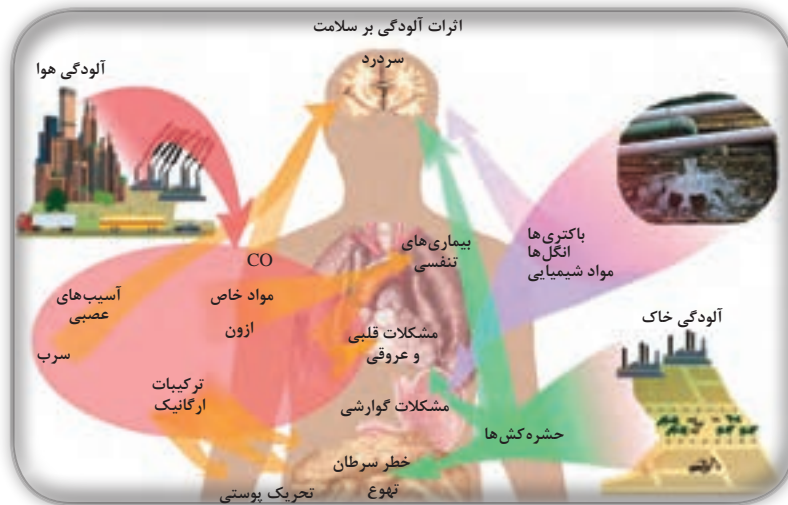 اثرات آلودگی بر سلامت
سردرد
آلودگی هوا
باکتری‌ها
انگل‌ها
مواد شیمیایی
بیماری‌های
تنفسی
CO
مواد خاص
ازون
آسیب‌های
عصبی
سرب
مشکلات قلبی
و عروقی
آلودگی خاک
ترکیبات
ارگانیک
مشکلات گوارشی
حشره‌کش‌ها
خطر سرطان
تهوع
تحریک پوستی